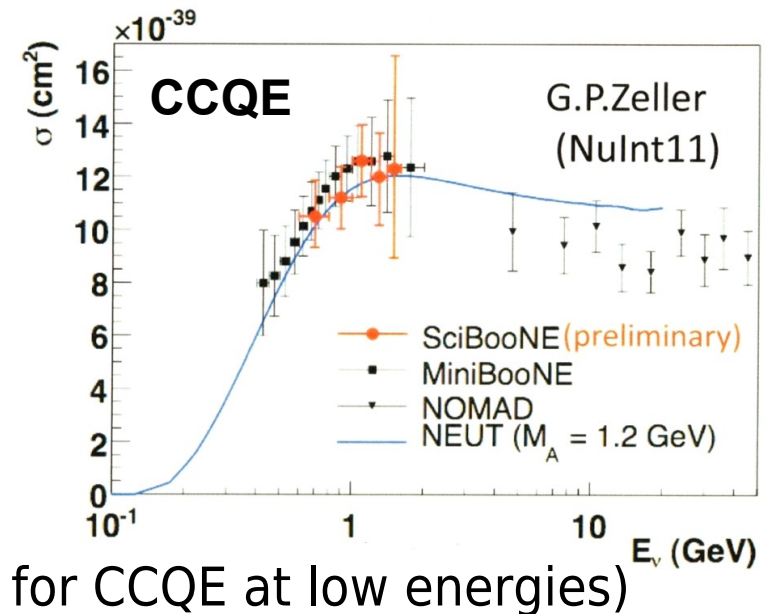 ×10⁻³⁹
σ (cm²)
16
14
12
10
8
6
4
2
0
CCQE
G.P.Zeller
(NuInt11)
SciBooNE (preliminary)
MiniBooNE
NOMAD
NEUT (M_A = 1.2 GeV)
10⁻¹
1
10
E_ν (GeV)
for CCQE at low energies)